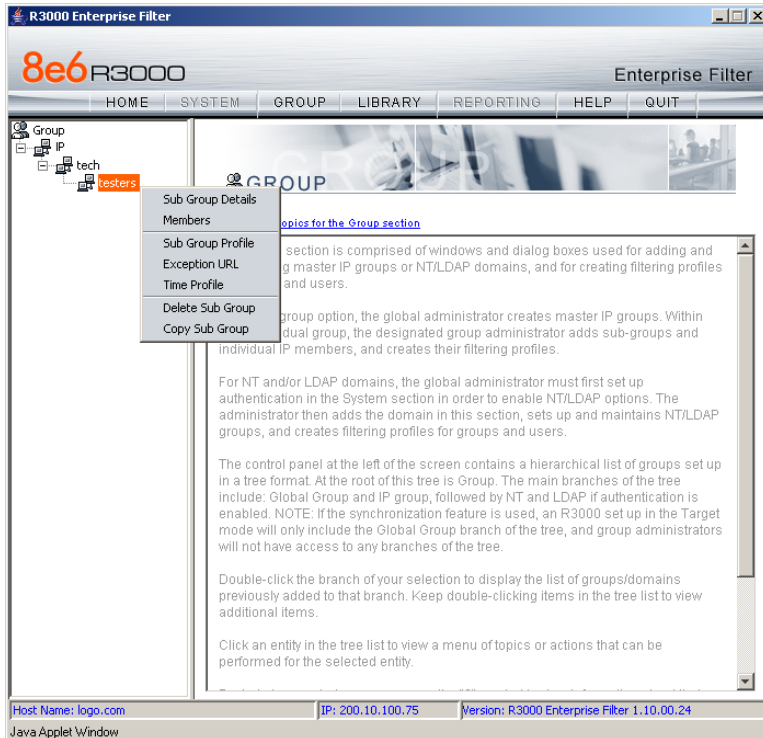 R3000 Enterprise Filter
8e6 R3000
Enterprise Filter
HOME SYSTEM GROUP LIBRARY REPORTING HELP QUIT
Group
IP
tech
testers
Sub Group Details
Members
Sub Group Profile
Exception URL
Time Profile
Delete Sub Group
Copy Sub Group
GROUP
GROUP
opics for the Group section
section is comprised of windows and dialog boxes used for adding and
g master IP groups or NT/LDAP domains, and for creating filtering profiles
and users.
group option, the global administrator creates master IP groups. Within
dual group, the designated group administrator adds sub-groups and
individual IP members, and creates their filtering profiles.
For NT and/or LDAP domains, the global administrator must first set up
authentication in the System section in order to enable NT/LDAP options. The
administrator then adds the domain in this section, sets up and maintains NT/LDAP
groups, and creates filtering profiles for groups and users.
The control panel at the left of the screen contains a hierarchical list of groups set up
in a tree format. At the root of this tree is Group. The main branches of the tree
include: Global Group and IP group, followed by NT and LDAP if authentication is
enabled. NOTE: If the synchronization feature is used, an R3000 set up in the Target
mode will only include the Global Group branch of the tree, and group administrators
will not have access to any branches of the tree.
Double-click the branch of your selection to display the list of groups/domains
previously added to that branch. Keep double-clicking items in the tree list to view
additional items.
Click an entity in the tree list to view a menu of topics or actions that can be
performed for the selected entity.
Host Name: logo.com IP: 200.10.100.75 Version: R3000 Enterprise Filter 1.10.00.24
Java Applet Window